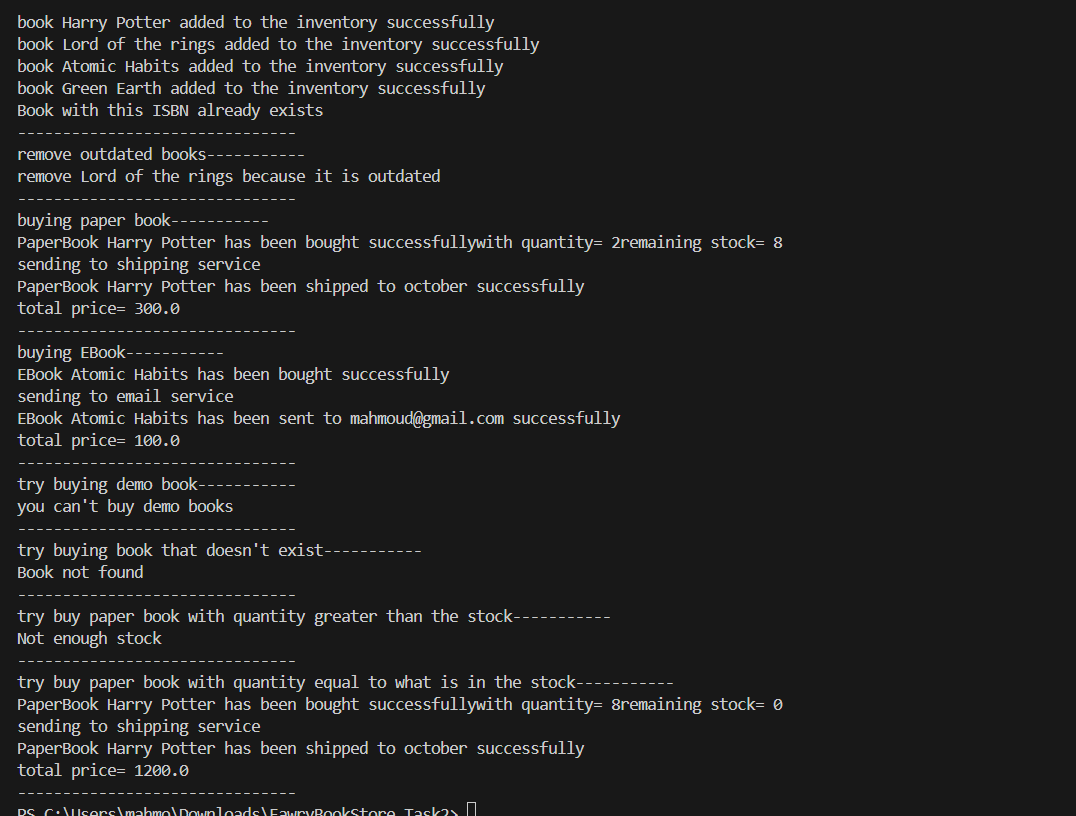 book Harry Potter added to the inventory successfully
book Lord of the rings added to the inventory successfully
book Atomic Habits added to the inventory successfully
book Green Earth added to the inventory successfully
Book with this ISBN already exists
-------------------------------
remove outdated books-----------
remove Lord of the rings because it is outdated
-------------------------------
buying paper book-----------
PaperBook Harry Potter has been bought successfullywith quantity= 2remaining stock= 8
sending to shipping service
PaperBook Harry Potter has been shipped to october successfully
total price= 300.0
-------------------------------
buying EBook-----------
EBook Atomic Habits has been bought successfully
sending to email service
EBook Atomic Habits has been sent to mahmoud@gmail.com successfully
total price= 100.0
-------------------------------
try buying demo book-----------
you can't buy demo books
-------------------------------
try buying book that doesn't exist-----------
Book not found
-------------------------------
try buy paper book with quantity greater than the stock-----------
Not enough stock
-------------------------------
try buy paper book with quantity equal to what is in the stock-----------
PaperBook Harry Potter has been bought successfullywith quantity= 8remaining stock= 0
sending to shipping service
PaperBook Harry Potter has been shipped to october successfully
total price= 1200.0
-------------------------------
PS C:\Users\mahmo\Downloads\FawryBookStore_Task2>